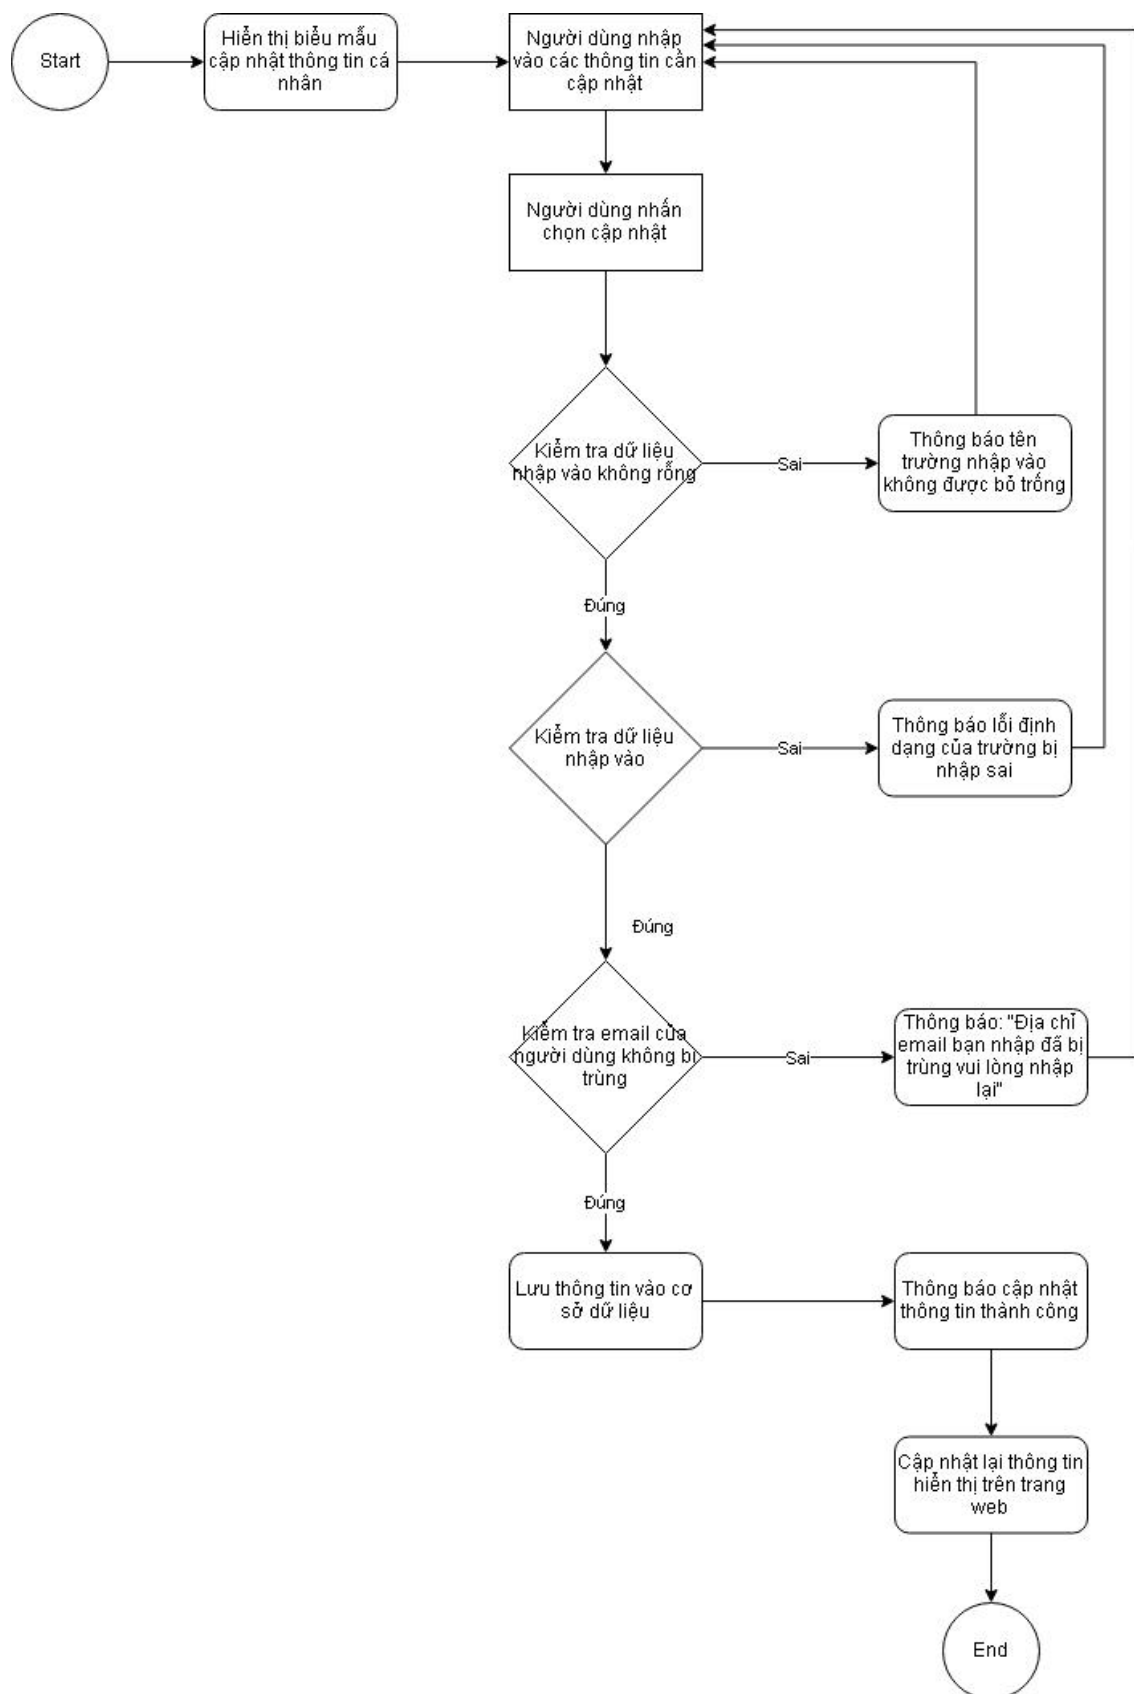 Start
Hiển thị biểu mẫu
cập nhật thông tin cá
nhân
Người dùng nhập
vào các thông tin cần
cập nhật
Người dùng nhấn
chọn cập nhật
Kiểm tra dữ liệu
nhập vào không rỗng
Sai
Thông báo tên
trường nhập vào
không được bỏ trống
Đúng
Kiểm tra dữ liệu
nhập vào
Sai
Thông báo lỗi định
dạng của trường bị
nhập sai
Đúng
Kiểm tra email của
người dùng không bị
trùng
Sai
Thông báo: "Địa chỉ
email bạn nhập đã bị
trùng vui lòng nhập
lại"
Đúng
Lưu thông tin vào cơ
sở dữ liệu
Thông báo cập nhật
thông tin thành công
Cập nhật lại thông tin
hiển thị trên trang
web
End